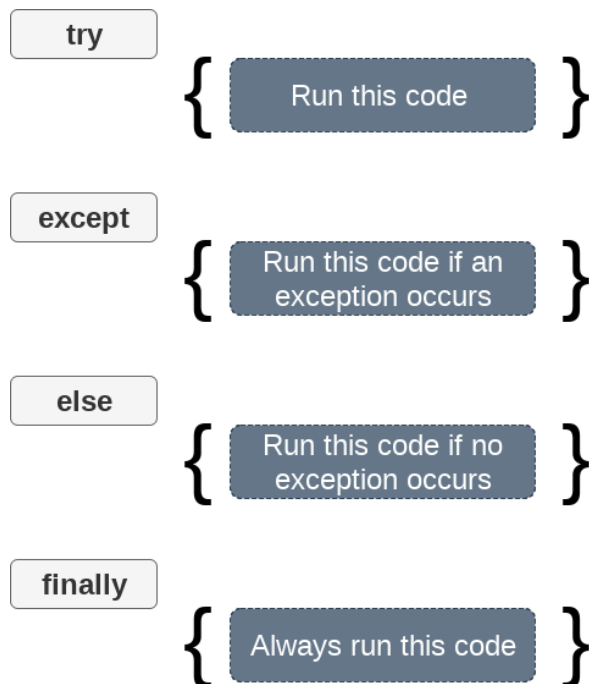 try
{ Run this code }
except
{ Run this code if an
exception occurs }
else
{ Run this code if no
exception occurs }
finally
{ Always run this code }